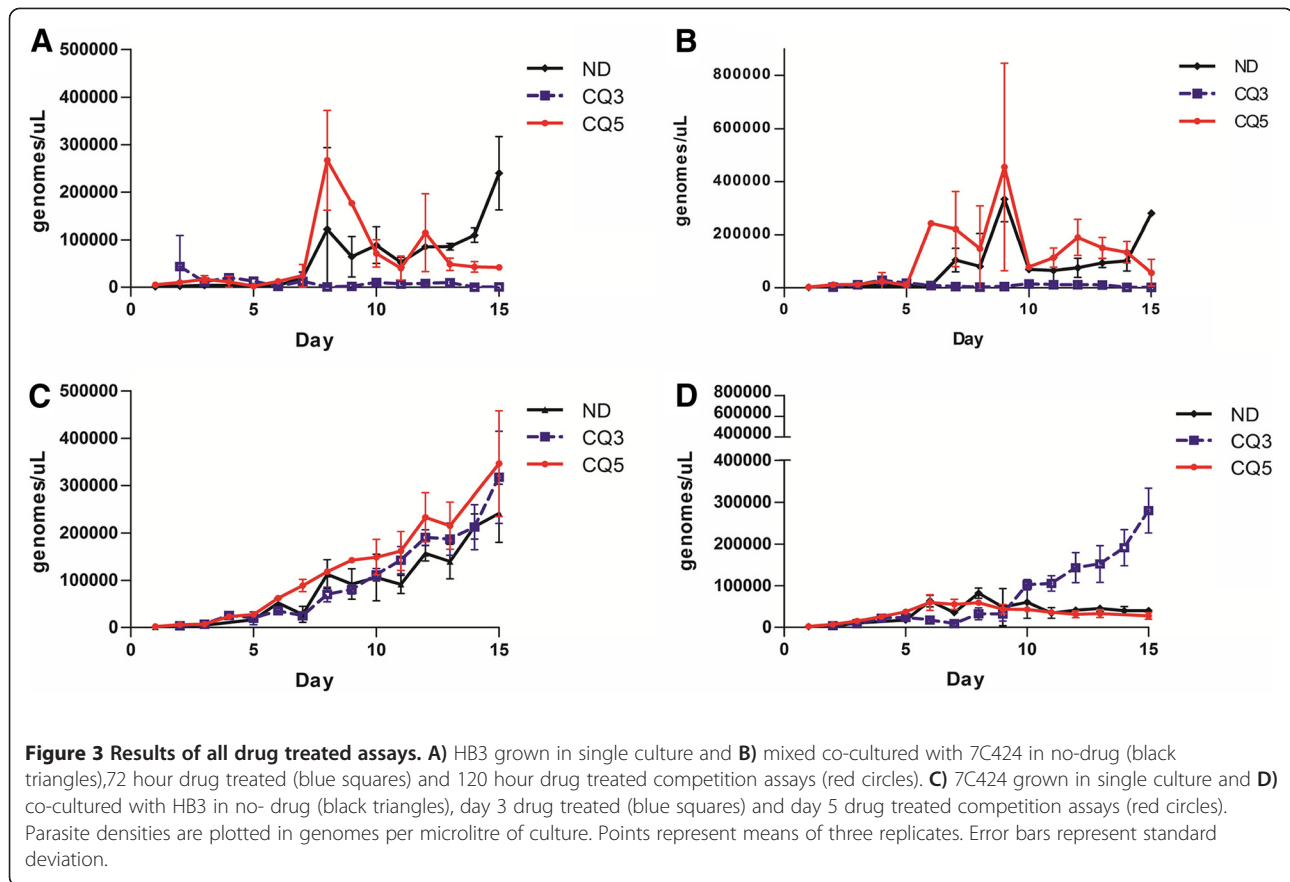 A
500000
400000
300000
200000
100000
0
genomes/uL
0
5
10
15
Day
ND
CQ3
CQ5
B
800000
600000
400000
200000
0
genomes/uL
0
5
10
15
Day
ND
CQ3
CQ5
C
500000
400000
300000
200000
100000
0
genomes/uL
0
5
10
15
Day
ND
CQ3
CQ5
D
800000
600000
400000
400000
300000
200000
100000
0
genomes/uL
0
5
10
15
Day
ND
CQ3
CQ5
Figure 3 Results of all drug treated assays. A) HB3 grown in single culture and B) mixed co-cultured with 7C424 in no-drug (black
triangles),72 hour drug treated (blue squares) and 120 hour drug treated competition assays (red circles). C) 7C424 grown in single culture and D)
co-cultured with HB3 in no- drug (black triangles), day 3 drug treated (blue squares) and day 5 drug treated competition assays (red circles).
Parasite densities are plotted in genomes per microlitre of culture. Points represent means of three replicates. Error bars represent standard
deviation.